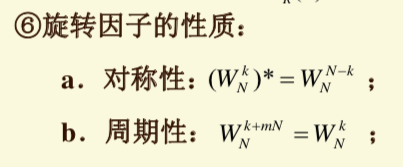 ⑥旋转因子的性质：
a. 对称性：(W_N^k)* = W_N^{N-k}；
b. 周期性：W_N^{k+mN} = W_N^k；